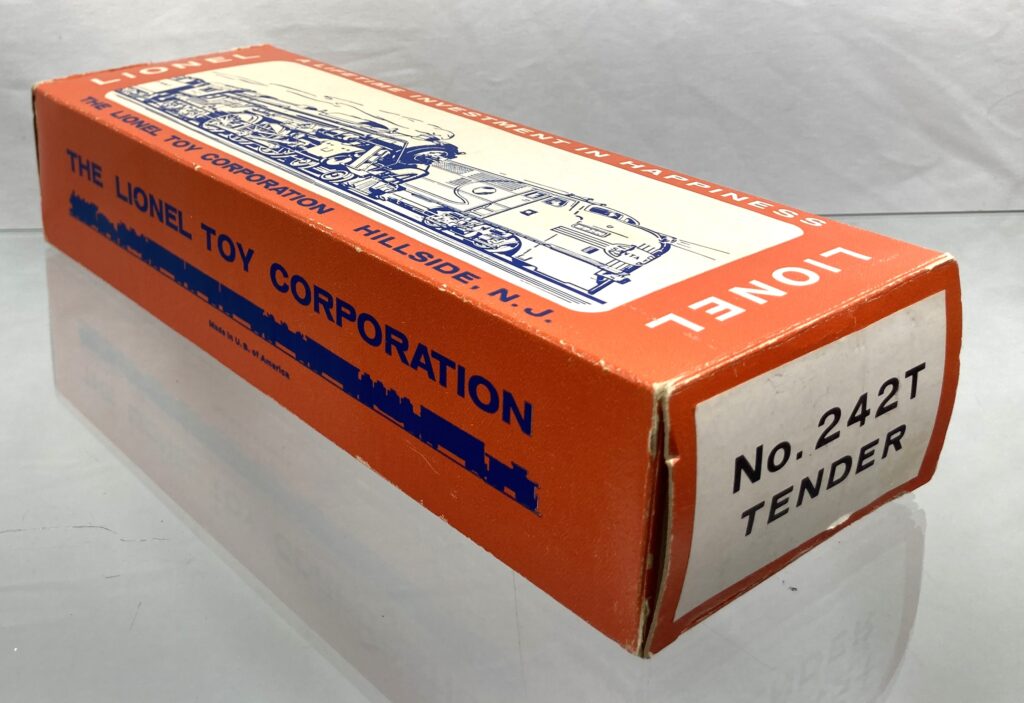 LIONEL
A LIFETIME INVESTMENT IN HAPPINESS
THE LIONEL TOY CORPORATION HILLSIDE, N.J.
LIONEL
THE LIONEL TOY CORPORATION
Made in U. S. of America
No. 242T
TENDER